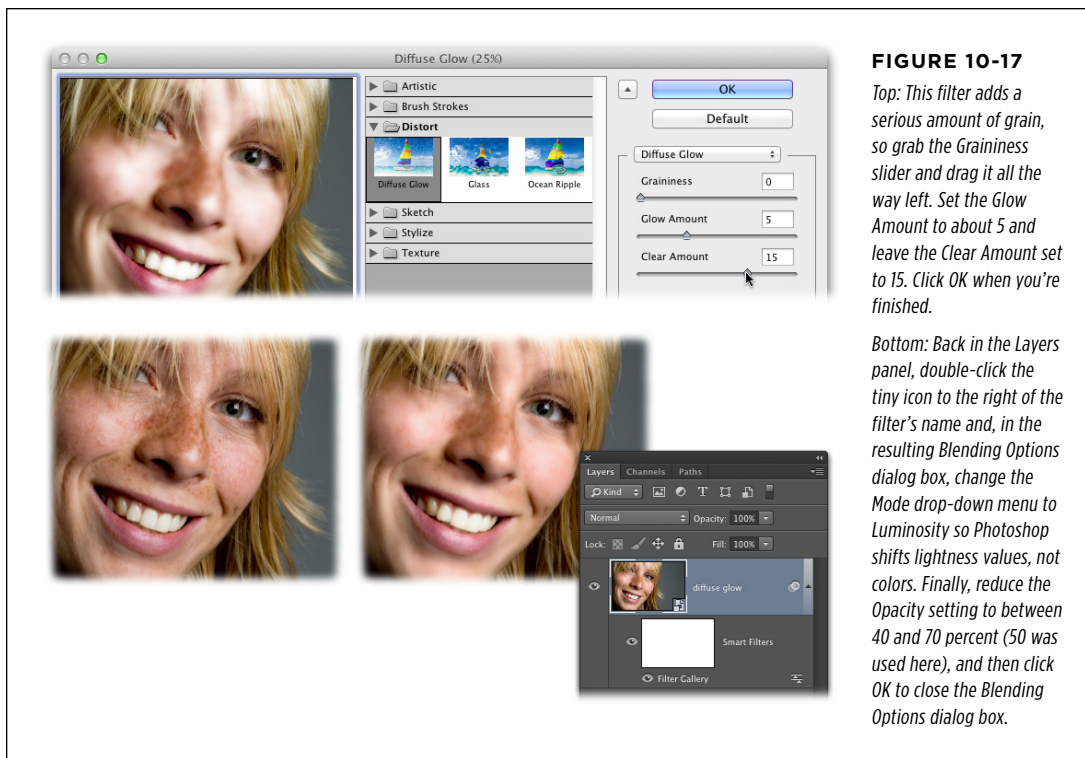 Diffuse Glow (25%)
Artistic
Brush Strokes
Distort
Diffuse Glow
Glass
Ocean Ripple
Sketch
Stylize
Texture
OK
Default
Diffuse Glow
Graininess 0
Glow Amount 5
Clear Amount 15
FIGURE 10-17
Top: This filter adds a
serious amount of grain,
so grab the Graininess
slider and drag it all the
way left. Set the Glow
Amount to about 5 and
leave the Clear Amount set
to 15. Click OK when you're
finished.
Bottom: Back in the Layers
panel, double-click the
tiny icon to the right of the
filter's name and, in the
resulting Blending Options
dialog box, change the
Mode drop-down menu to
Luminosity so Photoshop
shifts lightness values, not
colors. Finally, reduce the
Opacity setting to between
40 and 70 percent (50 was
used here), and then click
OK to close the Blending
Options dialog box.
Layers Channels Paths
Kind
Normal Opacity: 100%
Lock: Fill: 100%
diffuse glow
Smart Filters
Filter Gallery